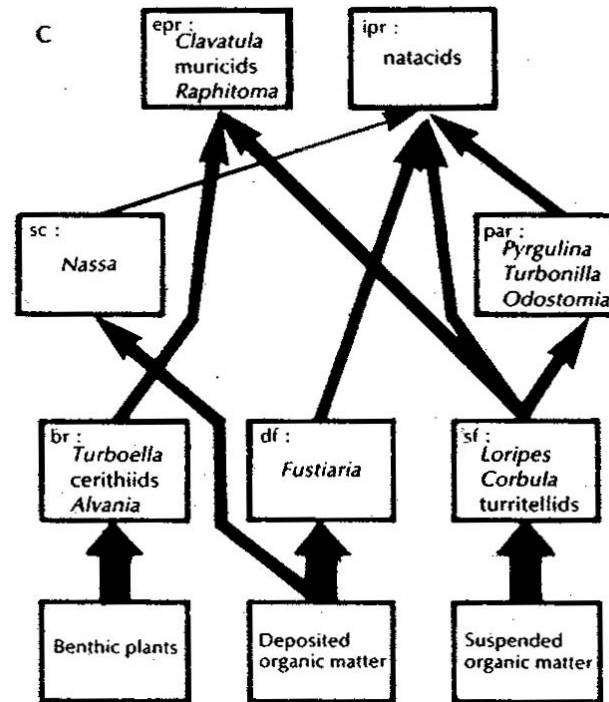 C
epr :
Clavatula
muricids
Raphitoma
ipr :
natacids
sc :
Nassa
par :
Pyrgulina
Turbonilla
Odostomia
br :
Turboella
cerithiids
Alvania
df :
Fustiaria
sf :
Loripes
Corbula
turritellids
Benthic plants
Deposited
organic matter
Suspended
organic matter